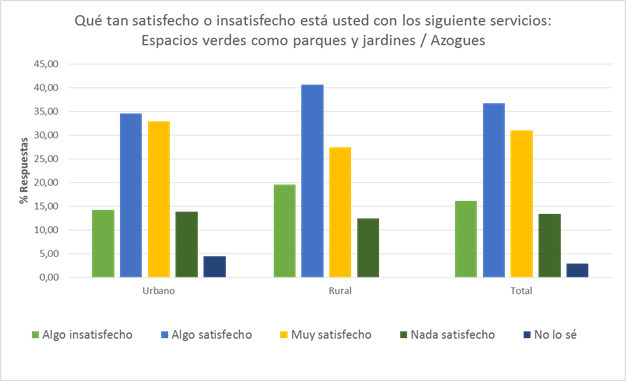 Qué tan satisfecho o insatisfecho está usted con los siguiente servicios:
Espacios verdes como parques y jardines / Azogues
% Respuestas
45,00
40,00
35,00
30,00
25,00
20,00
15,00
10,00
5,00
0,00
Urbano Rural Total
Algo insatisfecho Algo satisfecho Muy satisfecho Nada satisfecho No lo sé